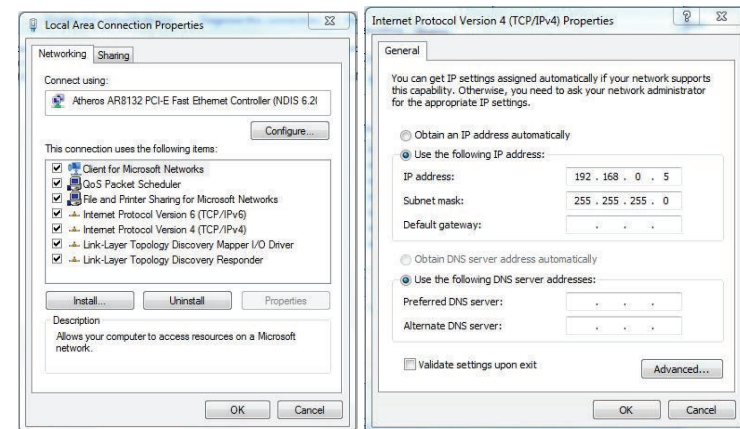 Local Area Connection Properties
Networking
Sharing
Connect using:
Atheros AR8132 PCI-E Fast Ethemet Controller (NDIS 6.2(
Configure...
This connection uses the following items:
Client for Microsoft Networks
QoS Packet Scheduler
File and Printer Sharing for Microsoft Networks
Internet Protocol Version 6 (TCP/IPv6)
Internet Protocol Version 4 (TCP/IPv4)
Link-Layer Topology Discovery Mapper I/O Driver
Link-Layer Topology Discovery Responder
Install...
Uninstall
Properties
Description
Allows your computer to access resources on a Microsoft
network.
OK
Cancel
Internet Protocol Version 4 (TCP/IPv4) Properties
General
You can get IP settings assigned automatically if your network supports
this capability. Otherwise, you need to ask your network administrator
for the appropriate IP settings.
Obtain an IP address automatically
Use the following IP address:
IP address: 192 . 168 . 0 . 5
Subnet mask: 255 . 255 . 255 . 0
Default gateway: . . .
Obtain DNS server address automatically
Use the following DNS server addresses:
Preferred DNS server: . . .
Alternate DNS server: . . .
Validate settings upon exit
Advanced...
OK
Cancel